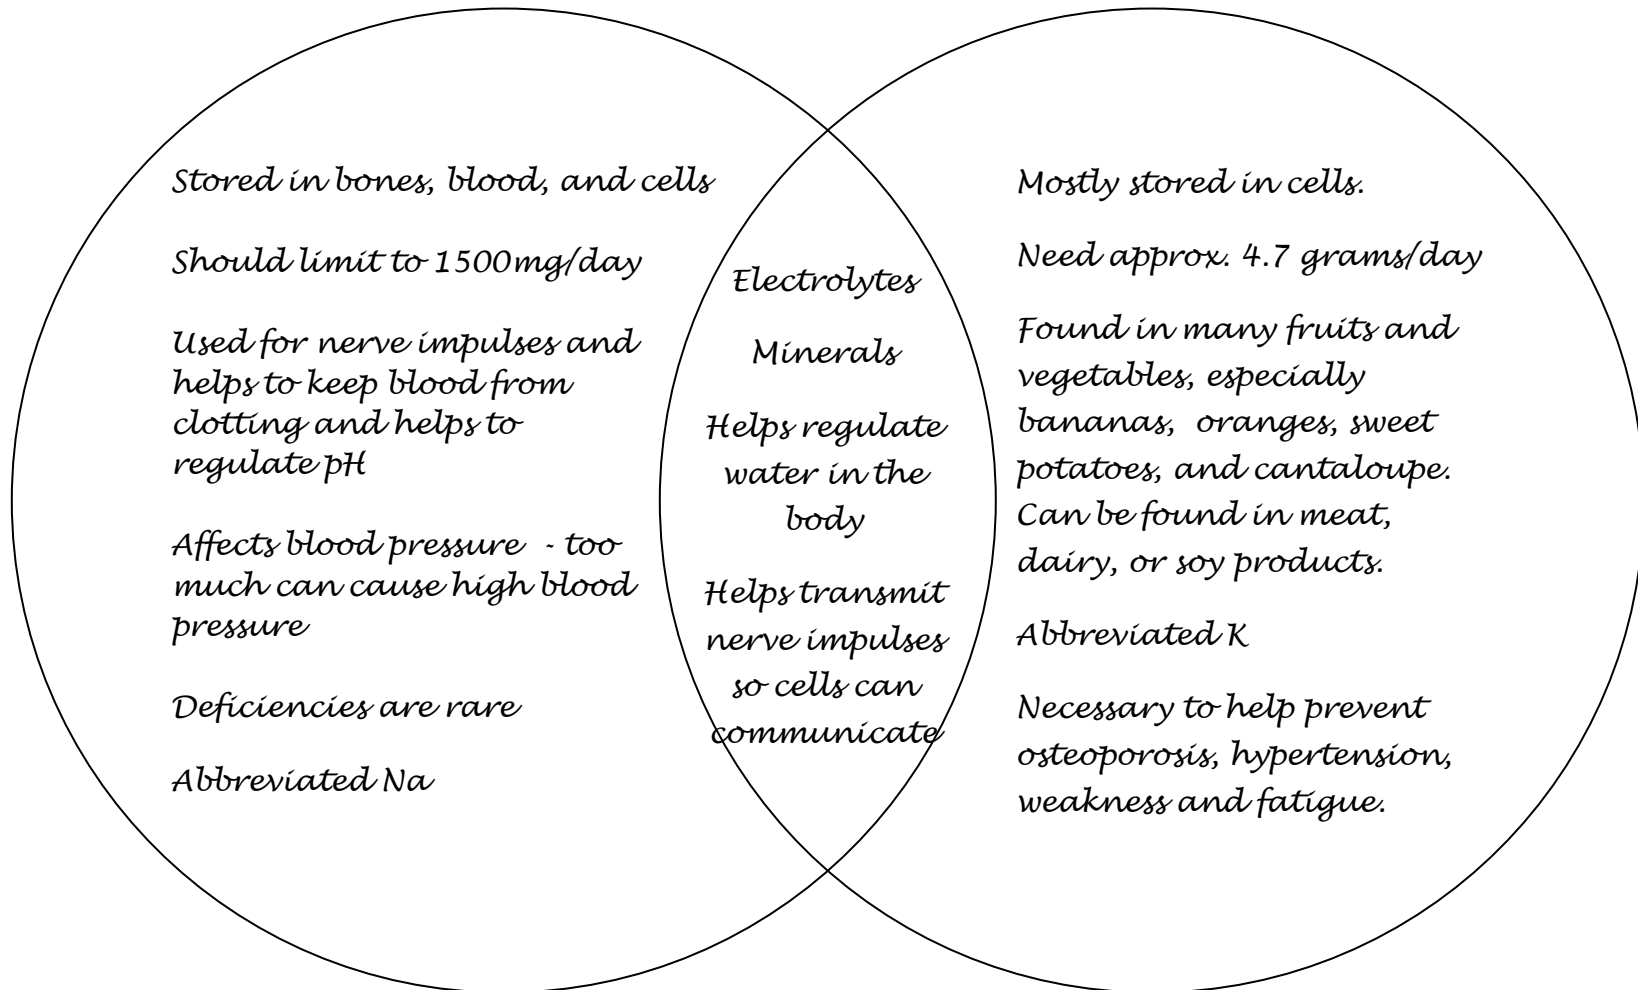 Stored in bones, blood, and cells
Should limit to 1500mg/day
Used for nerve impulses and
helps to keep blood from
clotting and helps to
regulate pH
Affects blood pressure - too
much can cause high blood
pressure
Deficiencies are rare
Abbreviated Na
Electrolytes
Minerals
Helps regulate
water in the
body
Helps transmit
nerve impulses
so cells can
communicate
Mostly stored in cells.
Need approx. 4.7 grams/day
Found in many fruits and
vegetables, especially
bananas, oranges, sweet
potatoes, and cantaloupe.
Can be found in meat,
dairy, or soy products.
Abbreviated K
Necessary to help prevent
osteoporosis, hypertension,
weakness and fatigue.